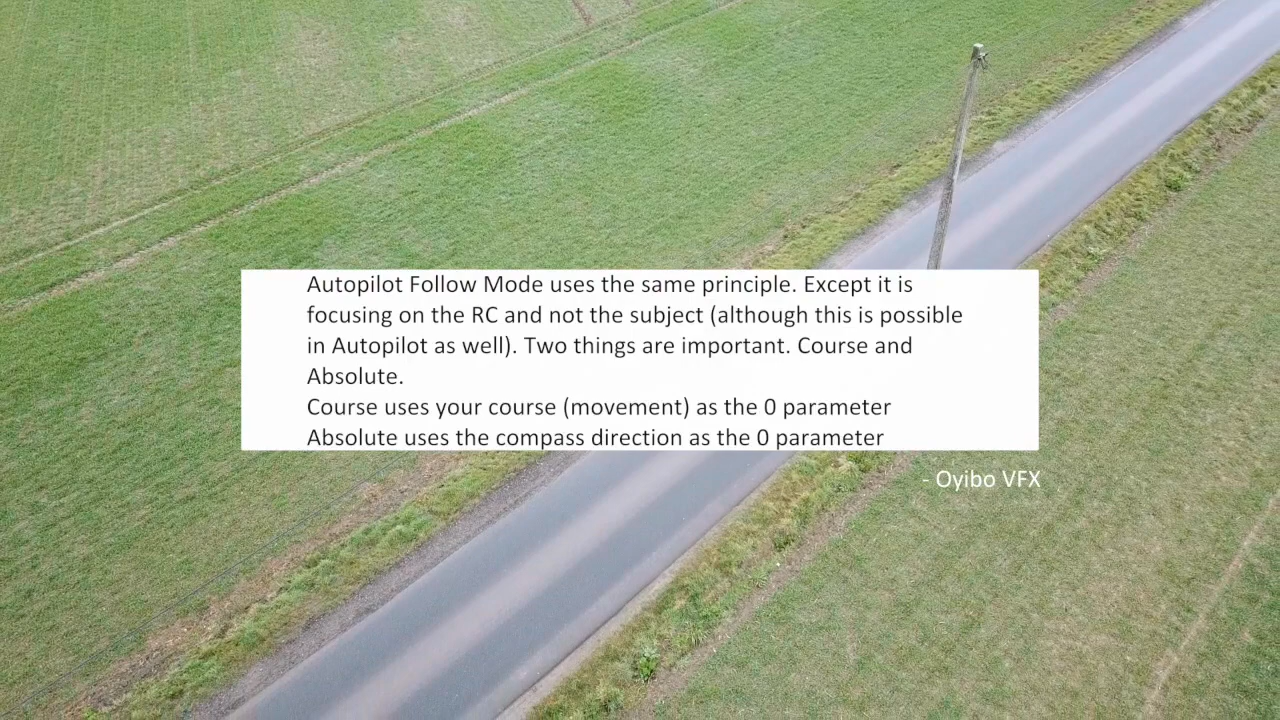 Autopilot Follow Mode uses the same principle. Except it is
focusing on the RC and not the subject (although this is possible
in Autopilot as well). Two things are important. Course and
Absolute.
Course uses your course (movement) as the 0 parameter
Absolute uses the compass direction as the 0 parameter
- Oyibo VFX